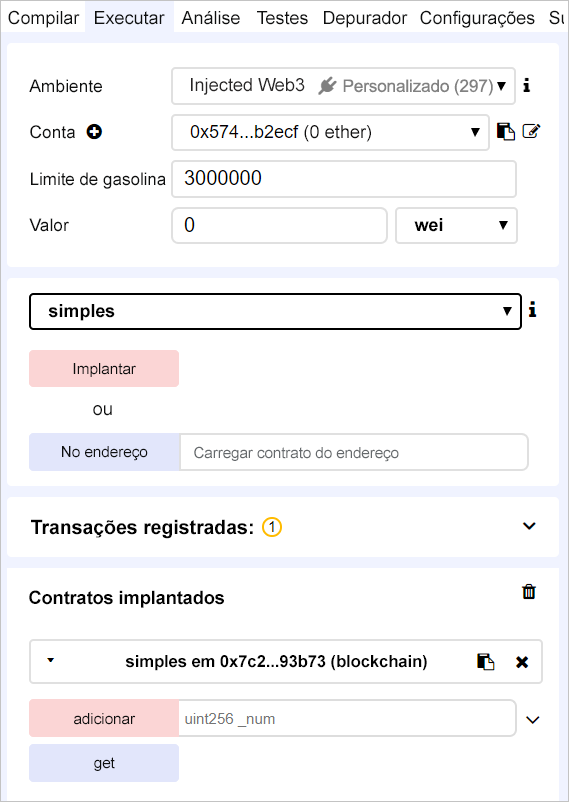 Compilar Executar Análise Testes Depurador Configurações Su
Ambiente Injected Web3 Personalizado (297)
Conta 0x574...b2ecf (0 ether)
Limite de gasolina 3000000
Valor 0 wei
simples
Implantar
ou
No endereço Carregar contrato do endereço
Transações registradas: 1
Contratos implantados
simples em 0x7c2...93b73 (blockchain)
adicionar uint256 _num
get